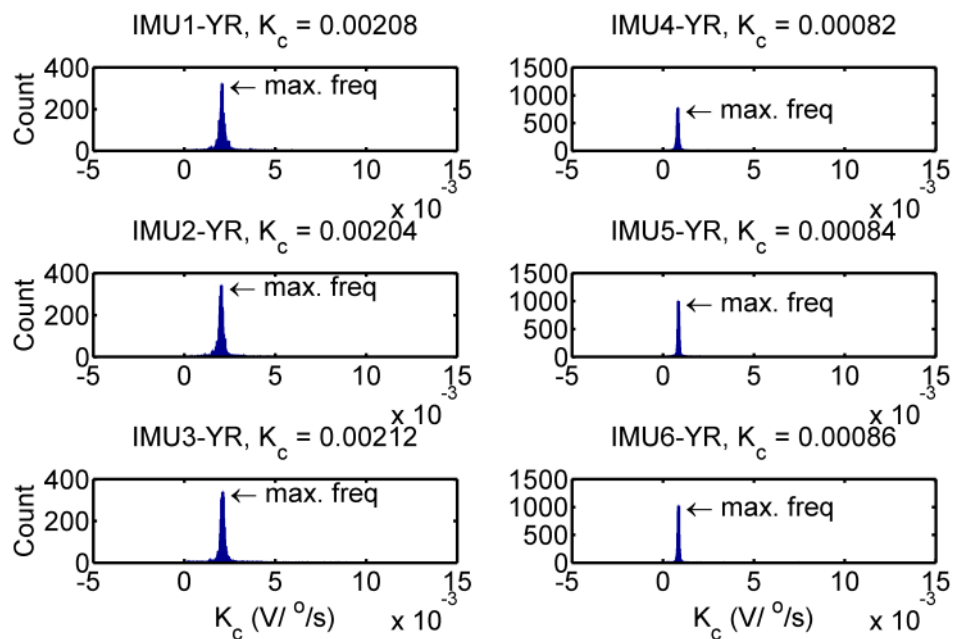 IMU1-YR, K_c = 0.00208
400
200
0
Count
← max. freq
-5 0 5 10 15
x 10^-3
IMU4-YR, K_c = 0.00082
1500
1000
500
0
← max. freq
-5 0 5 10 15
x 10^-3
IMU2-YR, K_c = 0.00204
400
200
0
Count
← max. freq
-5 0 5 10 15
x 10^-3
IMU5-YR, K_c = 0.00084
1500
1000
500
0
← max. freq
-5 0 5 10 15
x 10^-3
IMU3-YR, K_c = 0.00212
400
200
0
Count
← max. freq
-5 0 5 10 15
K_c (V/ °/s)
x 10^-3
IMU6-YR, K_c = 0.00086
1500
1000
500
0
← max. freq
-5 0 5 10 15
K_c (V/ °/s)
x 10^-3